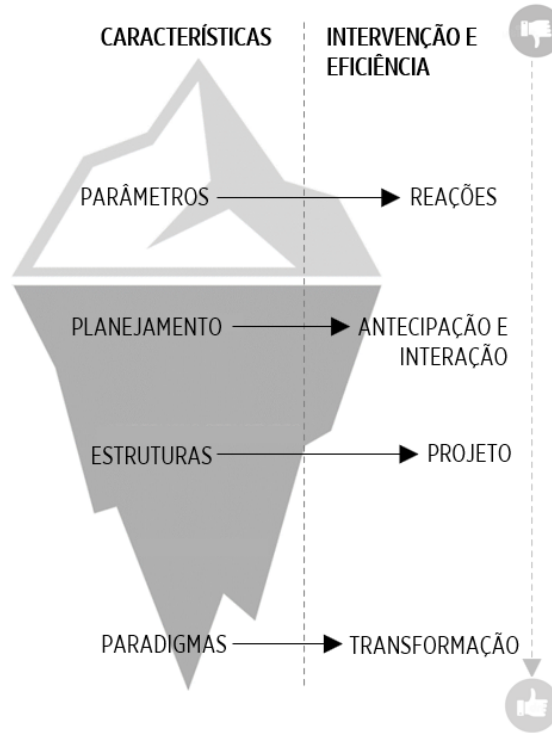 CARACTERÍSTICAS
INTERVENÇÃO E
EFICIÊNCIA
PARÂMETROS
REAÇÕES
PLANEJAMENTO
ANTECIPAÇÃO E
INTERAÇÃO
ESTRUTURAS
PROJETO
PARADIGMAS
TRANSFORMAÇÃO